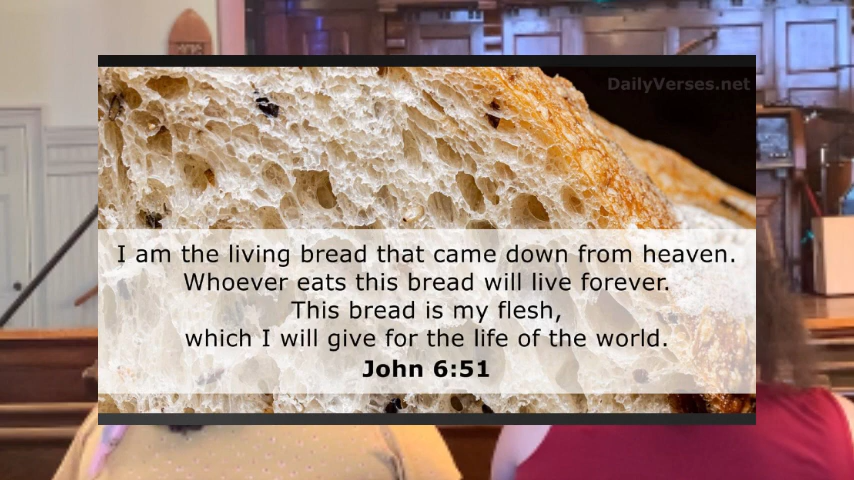 DailyVerses.net
I am the living bread that came down from heaven.
Whoever eats this bread will live forever.
This bread is my flesh,
which I will give for the life of the world.
John 6:51